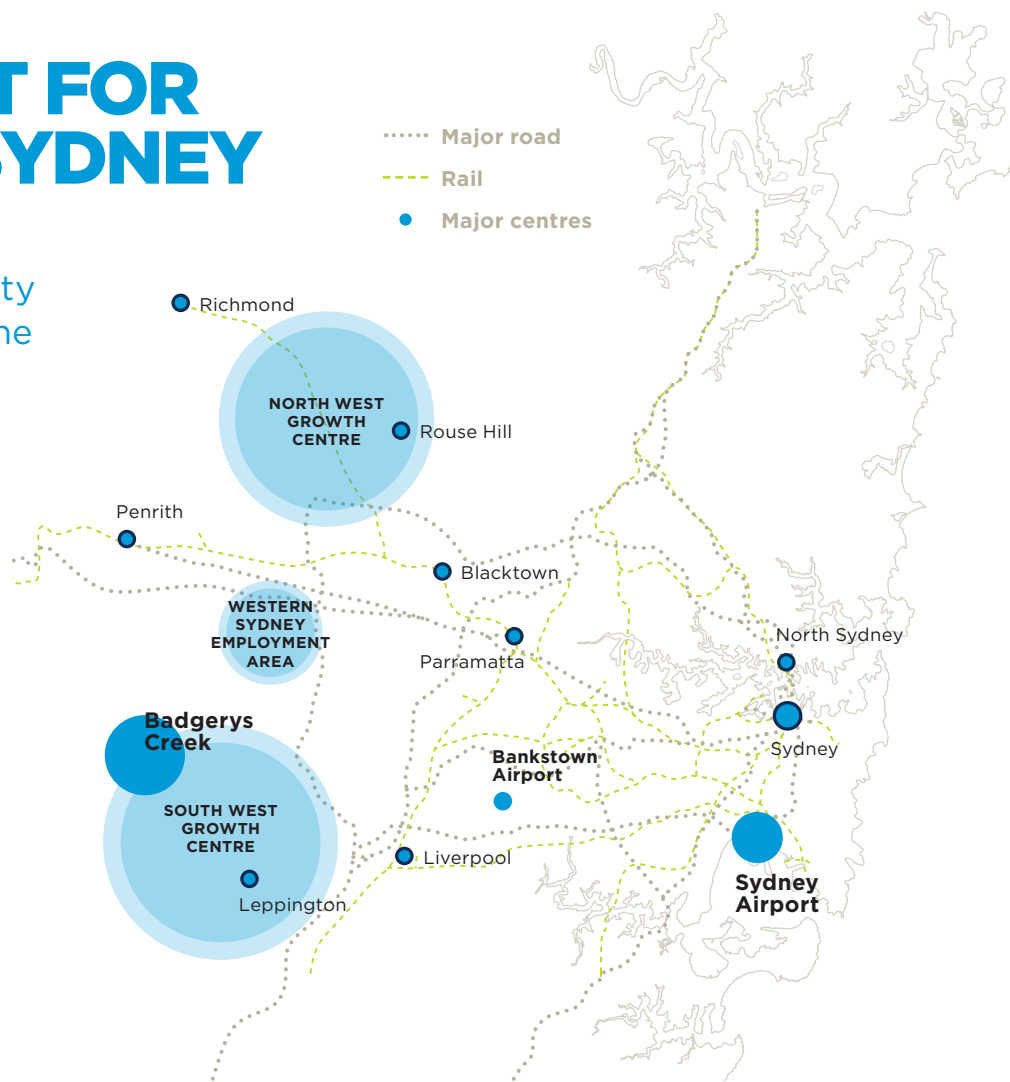 T FOR
SYDNEY
ty
ne
Major road
Rail
Major centres
Richmond
NORTH WEST
GROWTH
CENTRE
Rouse Hill
Penrith
Blacktown
WESTERN
SYDNEY
EMPLOYMENT
AREA
North Sydney
Parramatta
Badgerys
Creek
Sydney
Bankstown
Airport
SOUTH WEST
GROWTH
CENTRE
Liverpool
Leppington
Sydney
Airport